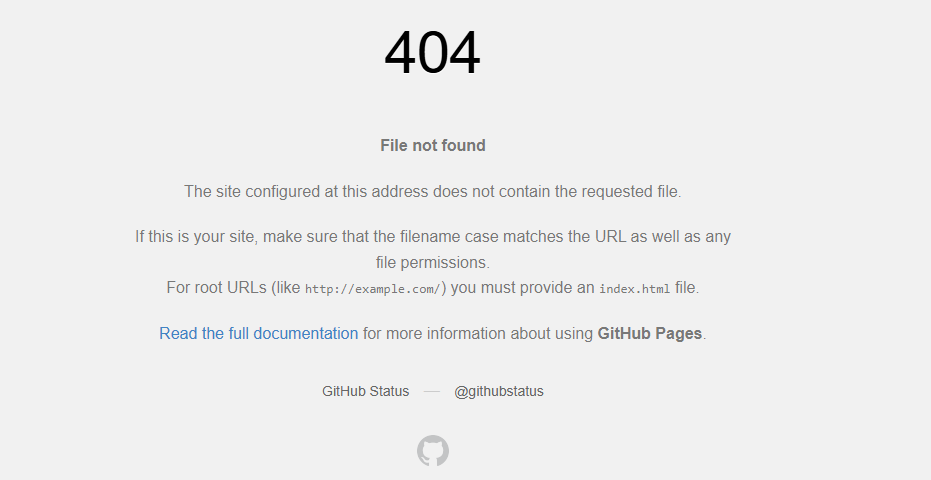 404
File not found
The site configured at this address does not contain the requested file.
If this is your site, make sure that the filename case matches the URL as well as any
file permissions.
For root URLs (like http://example.com/) you must provide an index.html file.
Read the full documentation for more information about using GitHub Pages.
GitHub Status — @githubstatus